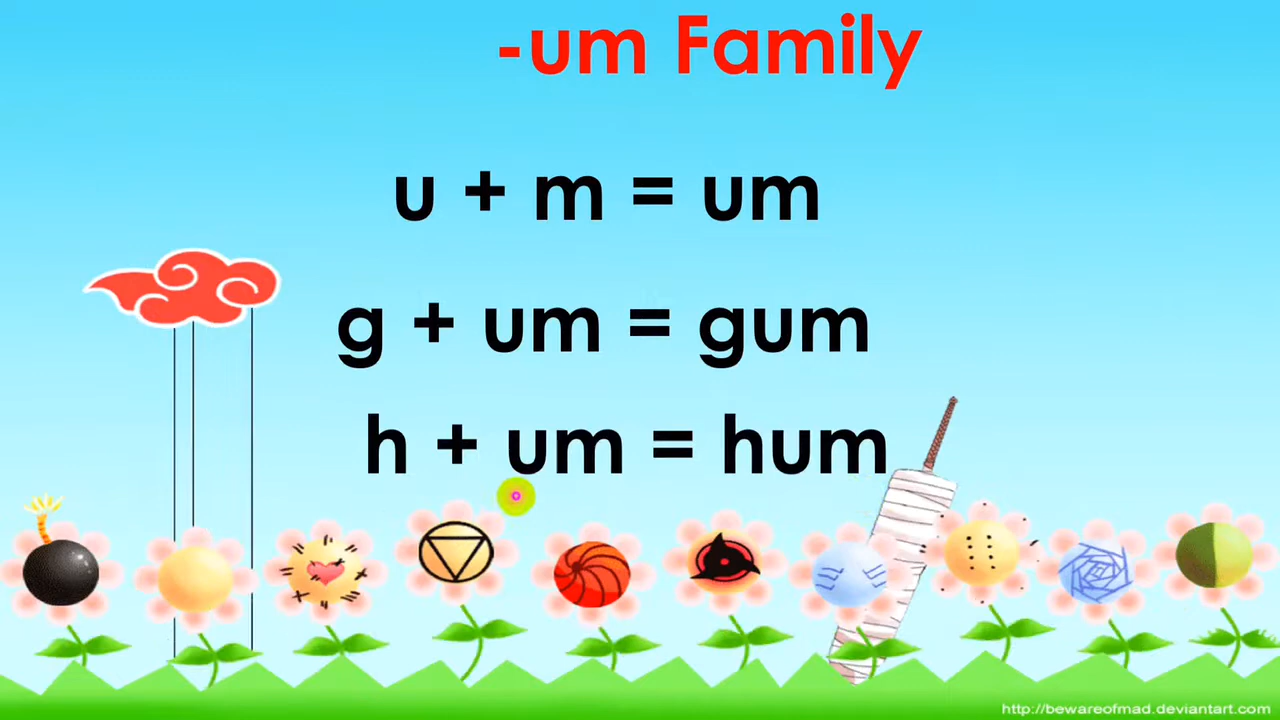 -um Family
u + m = um
g + um = gum
h + um = hum
http://bewareofmad.deviantart.com